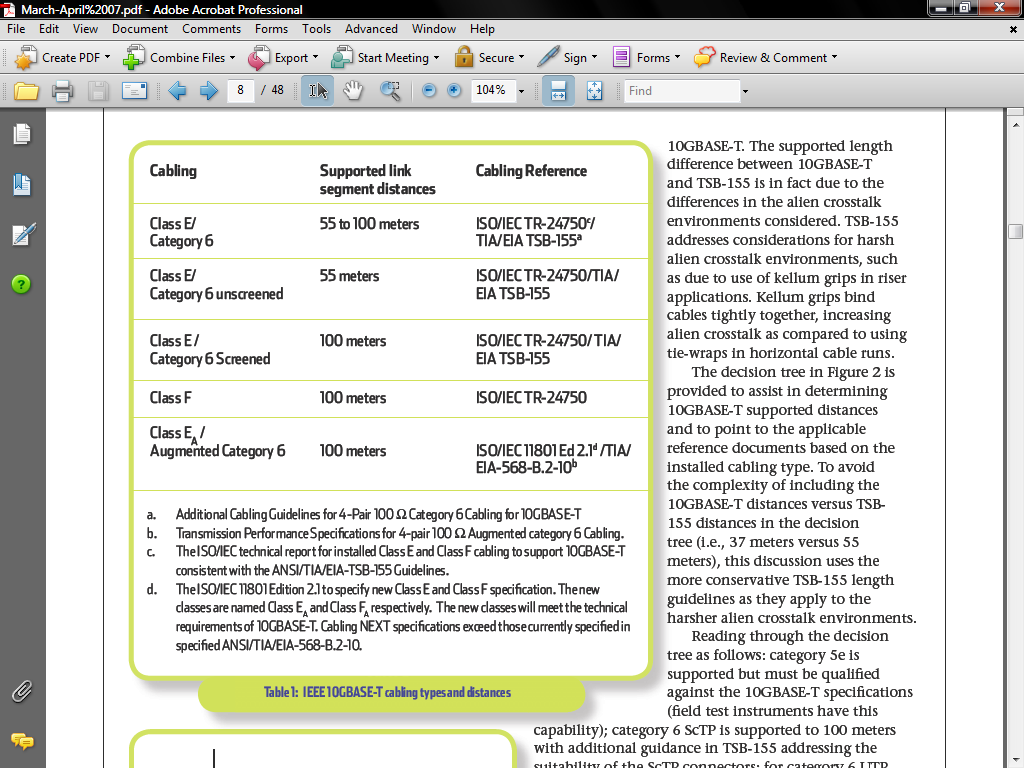 March-April%2007.pdf - Adobe Acrobat Professional
File Edit View Document Comments Forms Tools Advanced Window Help
Create PDF Combine Files Export Start Meeting Secure Sign Forms Review & Comment
8 / 48 104% Find
Cabling Supported link segment distances Cabling Reference
Class E/ Category 6 55 to 100 meters ISO/IEC TR-24750c/ TIA/EIA TSB-155a
Class E/ Category 6 unscreened 55 meters ISO/IEC TR-24750/TIA/ EIA TSB-155
Class E / Category 6 Screened 100 meters ISO/IEC TR-24750/ TIA/ EIA TSB-155
Class F 100 meters ISO/IEC TR-24750
Class EA / Augmented Category 6 100 meters ISO/IEC 11801 Ed 2.1d /TIA/ EIA-568-B.2-10b
a. Additional Cabling Guidelines for 4-Pair 100 Ω Category 6 Cabling for 10GBASE-T
b. Transmission Performance Specifications for 4-pair 100 Ω Augmented category 6 Cabling.
c. The ISO/IEC technical report for installed Class E and Class F cabling to support 10GBASE-T
consistent with the ANSI/TIA/EIA-TSB-155 Guidelines.
d. The ISO/IEC 11801 Edition 2.1 to specify new Class E and Class F specification. The new
classes are named Class EA and Class FA respectively. The new classes will meet the technical
requirements of 10GBASE-T. Cabling NEXT specifications exceed those currently specified in
specified ANSI/TIA/EIA-568-B.2-10.
Table 1: IEEE 10GBASE-T cabling types and distances
10GBASE-T. The supported length
difference between 10GBASE-T
and TSB-155 is in fact due to the
differences in the alien crosstalk
environments considered. TSB-155
addresses considerations for harsh
alien crosstalk environments, such
as due to use of kellum grips in riser
applications. Kellum grips bind
cables tightly together, increasing
alien crosstalk as compared to using
tie-wraps in horizontal cable runs.
The decision tree in Figure 2 is
provided to assist in determining
10GBASE-T supported distances
and to point to the applicable
reference documents based on the
installed cabling type. To avoid
the complexity of including the
10GBASE-T distances versus TSB-
155 distances in the decision
tree (i.e., 37 meters versus 55
meters), this discussion uses the
more conservative TSB-155 length
guidelines as they apply to the
harsher alien crosstalk environments.
Reading through the decision
tree as follows: category 5e is
supported but must be qualified
against the 10GBASE-T specifications
(field test instruments have this
capability); category 6 ScTP is supported to 100 meters
with additional guidance in TSB-155 addressing the
suitability of the ScTP connectors; for category 6 UTP